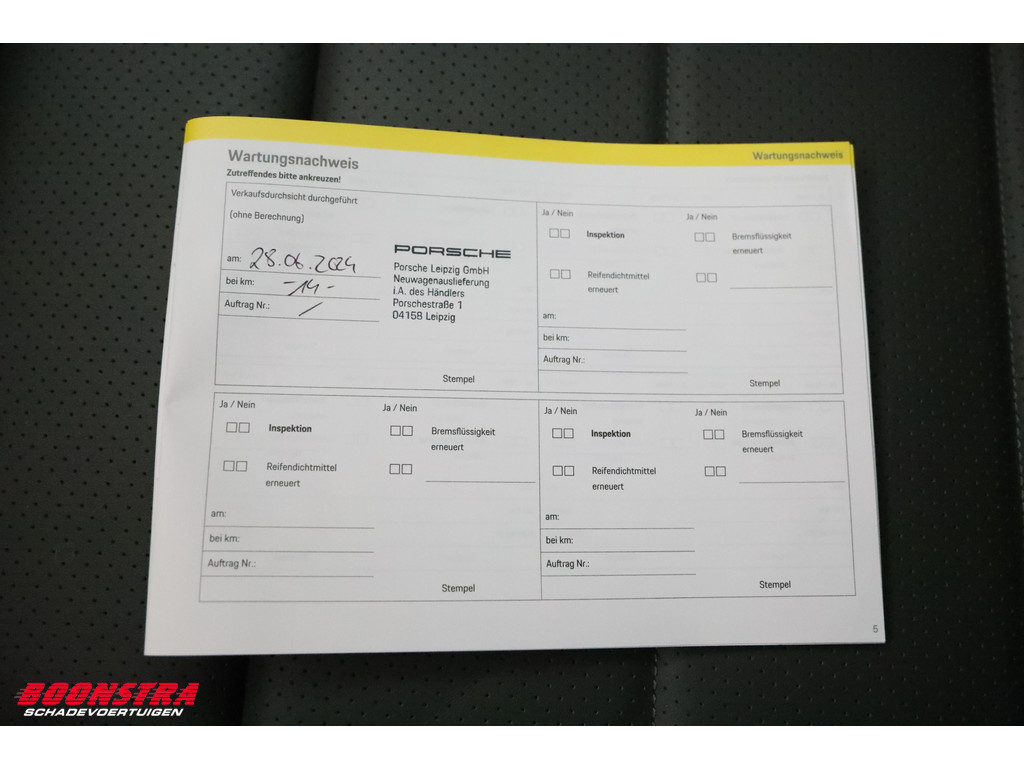 Wartungsnachweis
Wartungsnachweis
Zutreffendes bitte ankreuzen!
Verkaufsdurchsicht durchgeführt
(ohne Berechnung)
am: 28.06.2024
bei km: -14-
Auftrag Nr.: /
PORSCHE
Porsche Leipzig GmbH
Neuwagenauslieferung
i.A. des Händlers
Porschestraße 1
04158 Leipzig
Stempel
Ja / Nein
Ja / Nein
Inspektion
Bremsflüssigkeit
erneuert
Reifendichtmittel
erneuert
am:
bei km:
Auftrag Nr.:
Stempel
Ja / Nein
Ja / Nein
Inspektion
Bremsflüssigkeit
erneuert
Reifendichtmittel
erneuert
am:
bei km:
Auftrag Nr.:
Stempel
Ja / Nein
Ja / Nein
Inspektion
Bremsflüssigkeit
erneuert
Reifendichtmittel
erneuert
am:
bei km:
Auftrag Nr.:
Stempel
5
BOONSTRA
SCHADEVOERTUIGEN